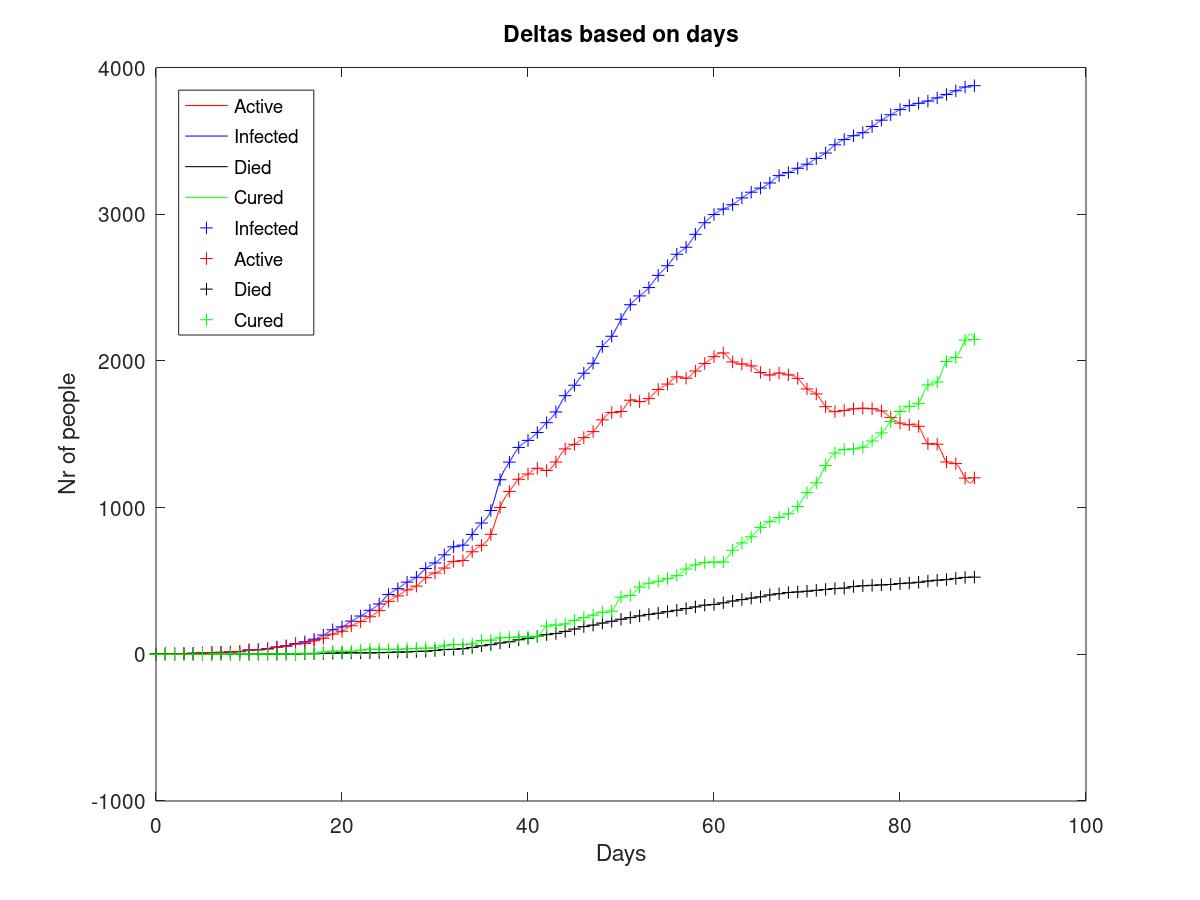 Deltas based on days
4000
3000
2000
1000
0
-1000
Nr of people
Active
Infected
Died
Cured
Infected
Active
Died
Cured
0 20 40 60 80 100
Days